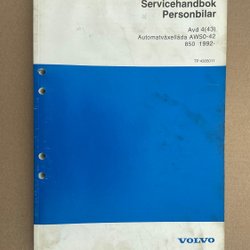 Servicehandbok
Personbilar
Avd 4(43)
Automatväxellåda AW50-42
850 1992-
VOLVO